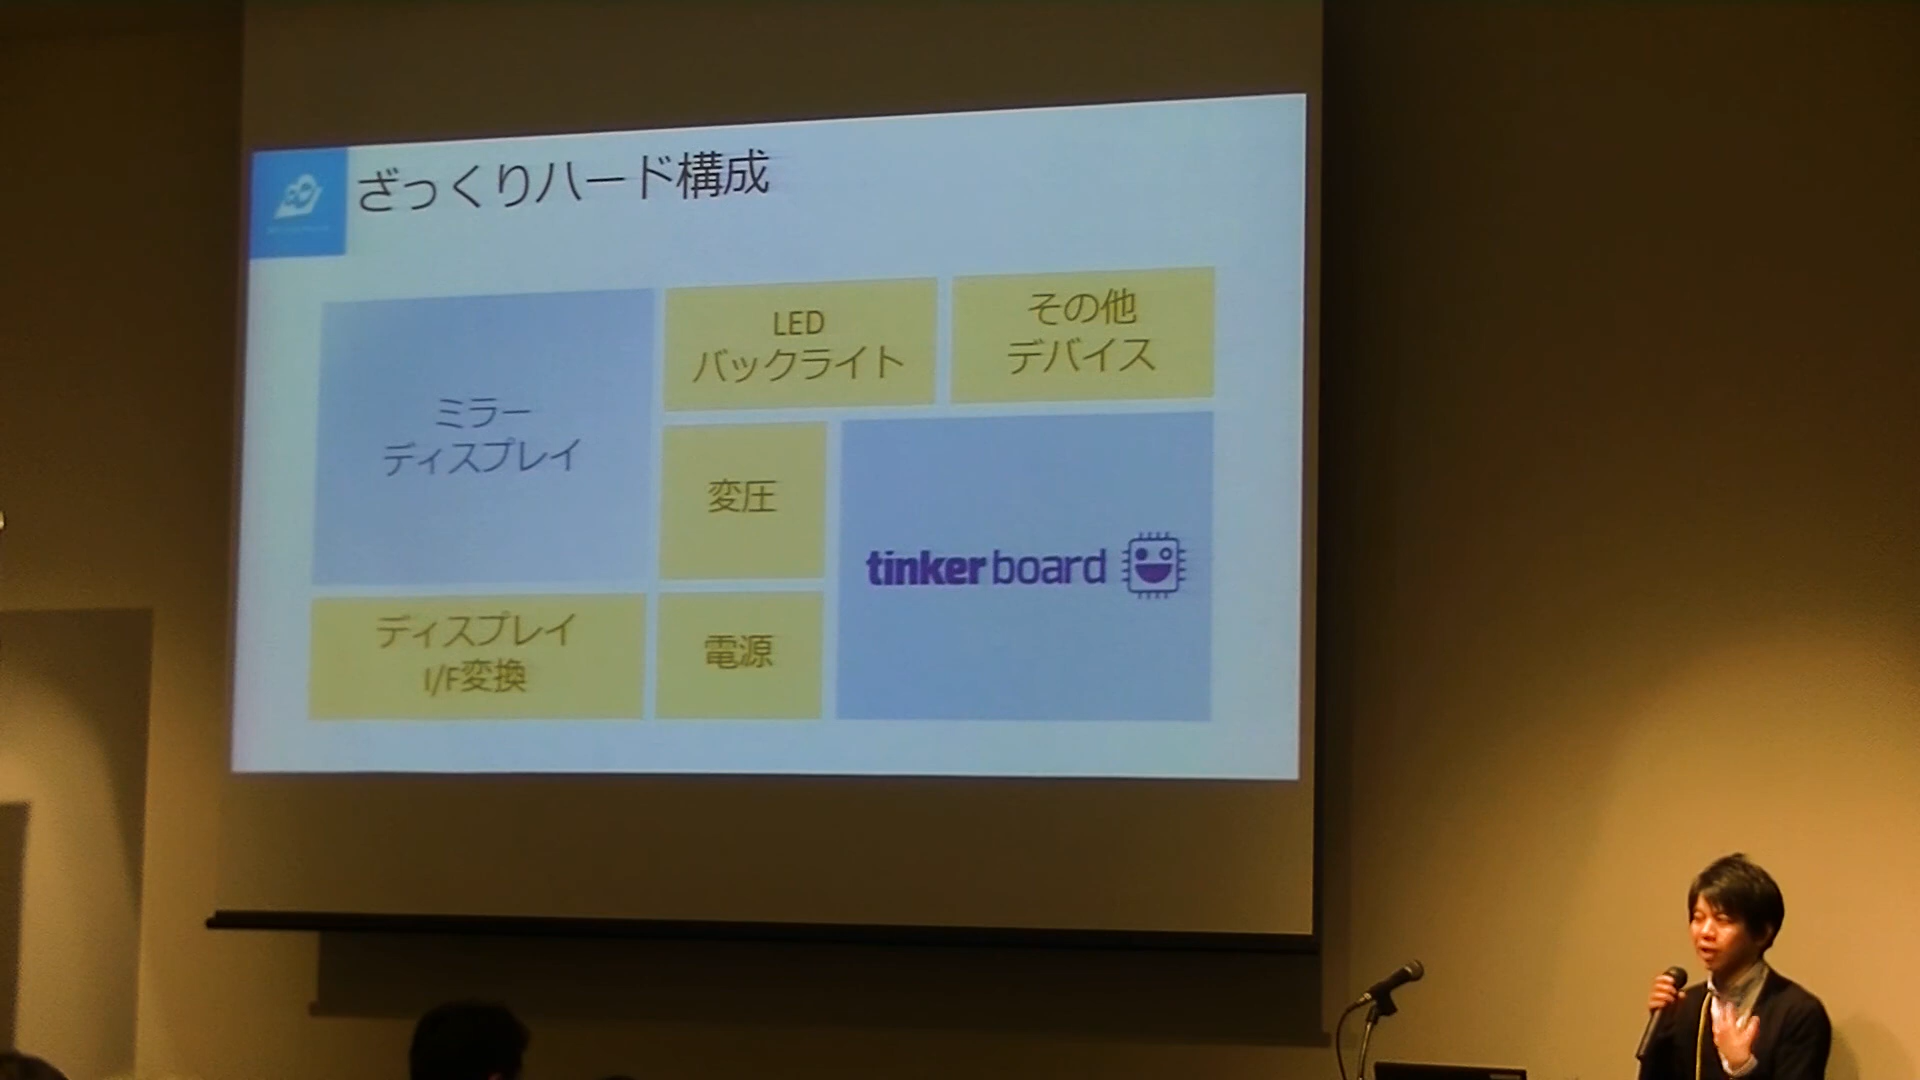 ざっくりハード構成
LED
バックライト
その他
デバイス
ミラー
ディスプレイ
変圧
tinker board
ディスプレイ
I/F変換
電源